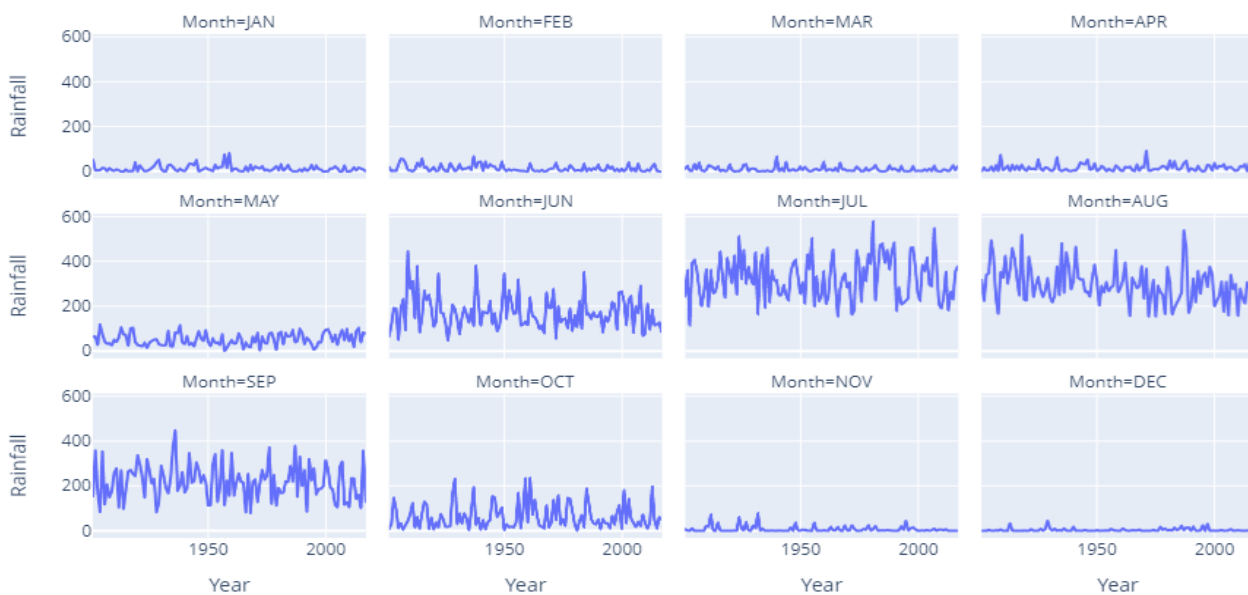 Month=JAN Month=FEB Month=MAR Month=APR
600
400
200
0
Rainfall
Month=MAY Month=JUN Month=JUL Month=AUG
600
400
200
0
Rainfall
Month=SEP Month=OCT Month=NOV Month=DEC
600
400
200
0
Rainfall
1950 2000 1950 2000 1950 2000 1950 2000
Year Year Year Year